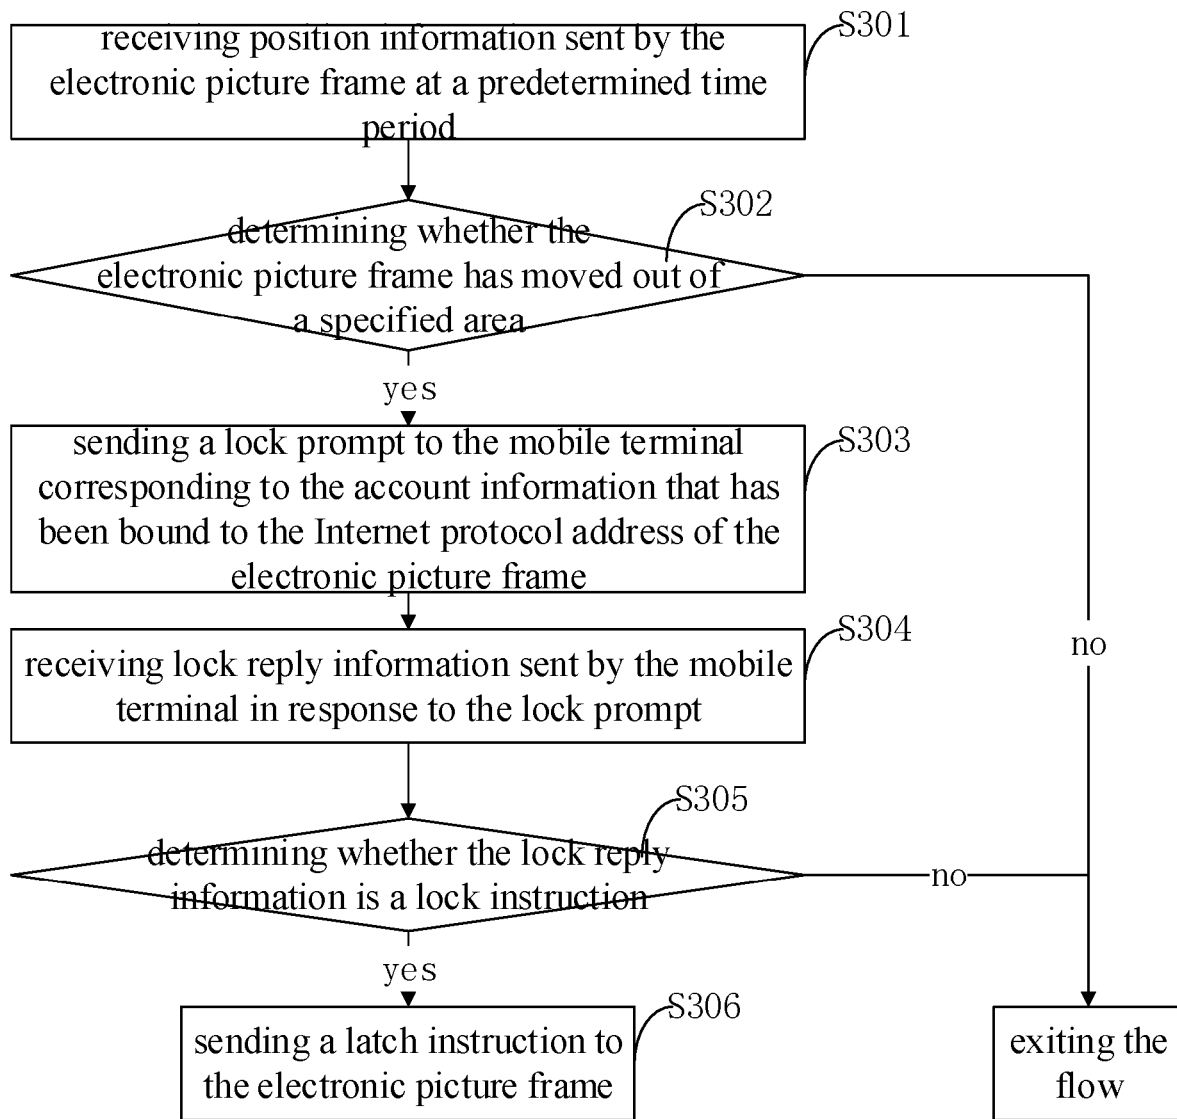 S301
receiving position information sent by the
electronic picture frame at a predetermined time
period
S302
determining whether the
electronic picture frame has moved out of
a specified area
yes
S303
sending a lock prompt to the mobile terminal
corresponding to the account information that has
been bound to the Internet protocol address of the
electronic picture frame
S304
receiving lock reply information sent by the mobile
terminal in response to the lock prompt
no
S305
determining whether the lock reply
information is a lock instruction
no
yes
S306
sending a latch instruction to
the electronic picture frame
exiting the
flow